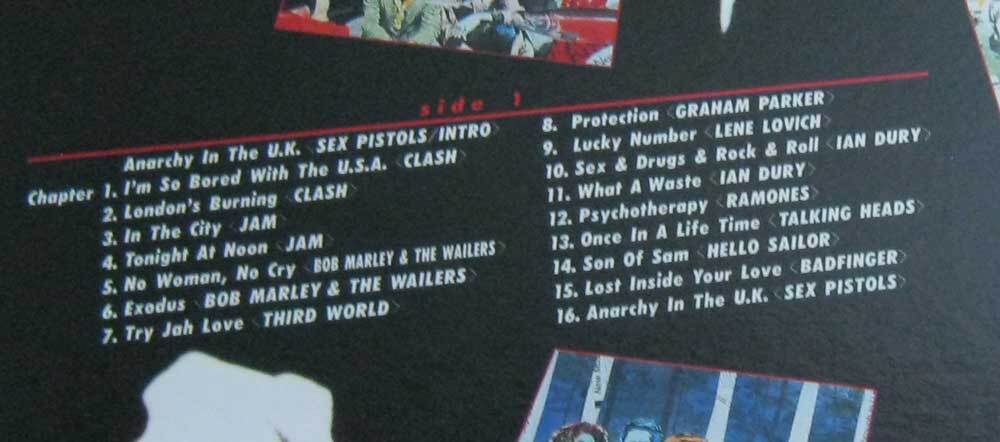 side 1
Anarchy In The U.K. <SEX PISTOLS/INTRO>
Chapter 1. I'm So Bored With The U.S.A. <CLASH>
2. London's Burning <CLASH>
3. In The City <JAM>
4. Tonight At Noon <JAM>
5. No Woman, No Cry <BOB MARLEY & THE WAILERS>
6. Exodus <BOB MARLEY & THE WAILERS>
7. Try Jah Love <THIRD WORLD>
8. Protection <GRAHAM PARKER>
9. Lucky Number <LENE LOVICH>
10. Sex & Drugs & Rock & Roll <IAN DURY>
11. What A Waste <IAN DURY>
12. Psychotherapy <RAMONES>
13. Once In A Life Time <TALKING HEADS>
14. Son Of Sam <HELLO SAILOR>
15. Lost Inside Your Love <BADFINGER>
16. Anarchy In The U.K. <SEX PISTOLS>